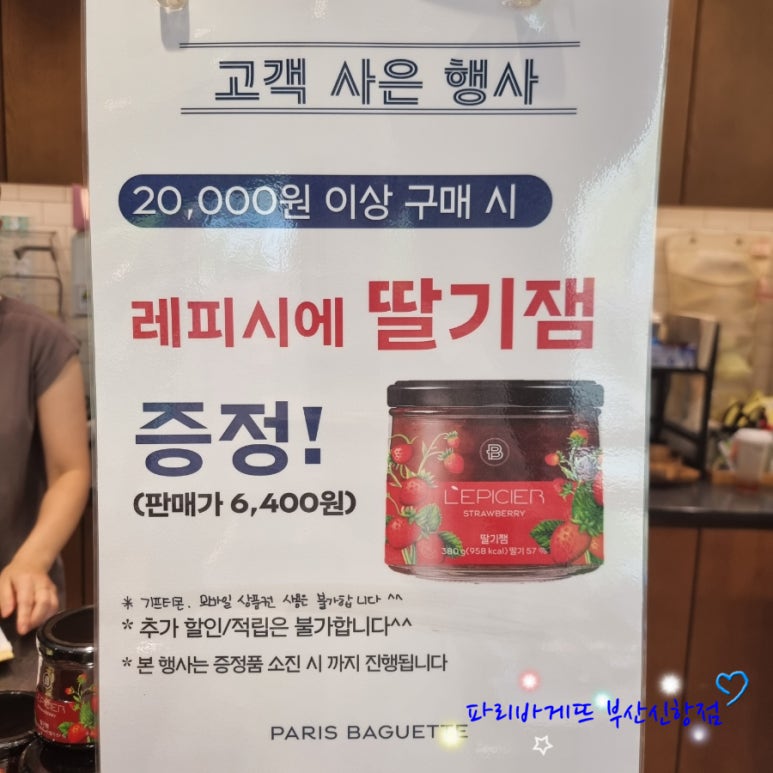 고객 사은 행사
20,000원 이상 구매 시
레피시에 딸기잼
증정!
(판매가 6,400원)
L'EPICIER
STRAWBERRY
딸기잼
380 g(958 kcal) 딸기 57 %
* 기프티콘, 모바일 상품권 사용은 불가합니다 ^^
* 추가 할인/적립은 불가합니다^^
* 본 행사는 증정품 소진 시 까지 진행됩니다
파리바게뜨 부산신항점
PARIS BAGUETTE